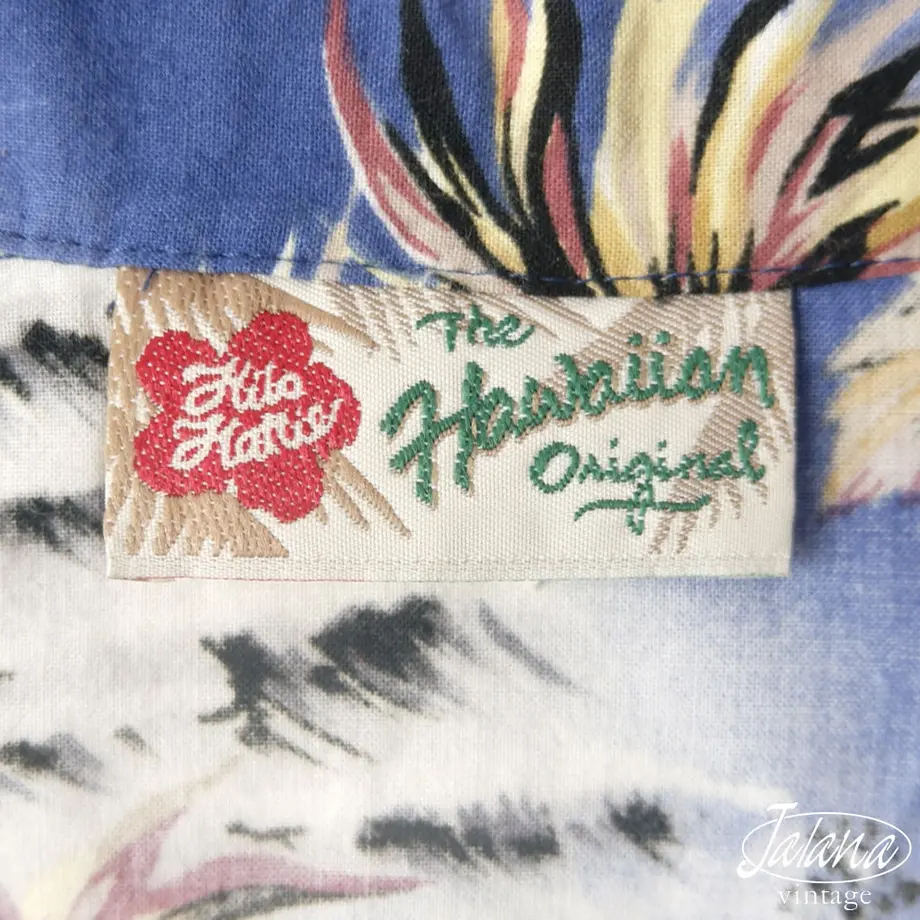 Hilo
Hattie
The
Hawaiian
Original
Jalana
vintage